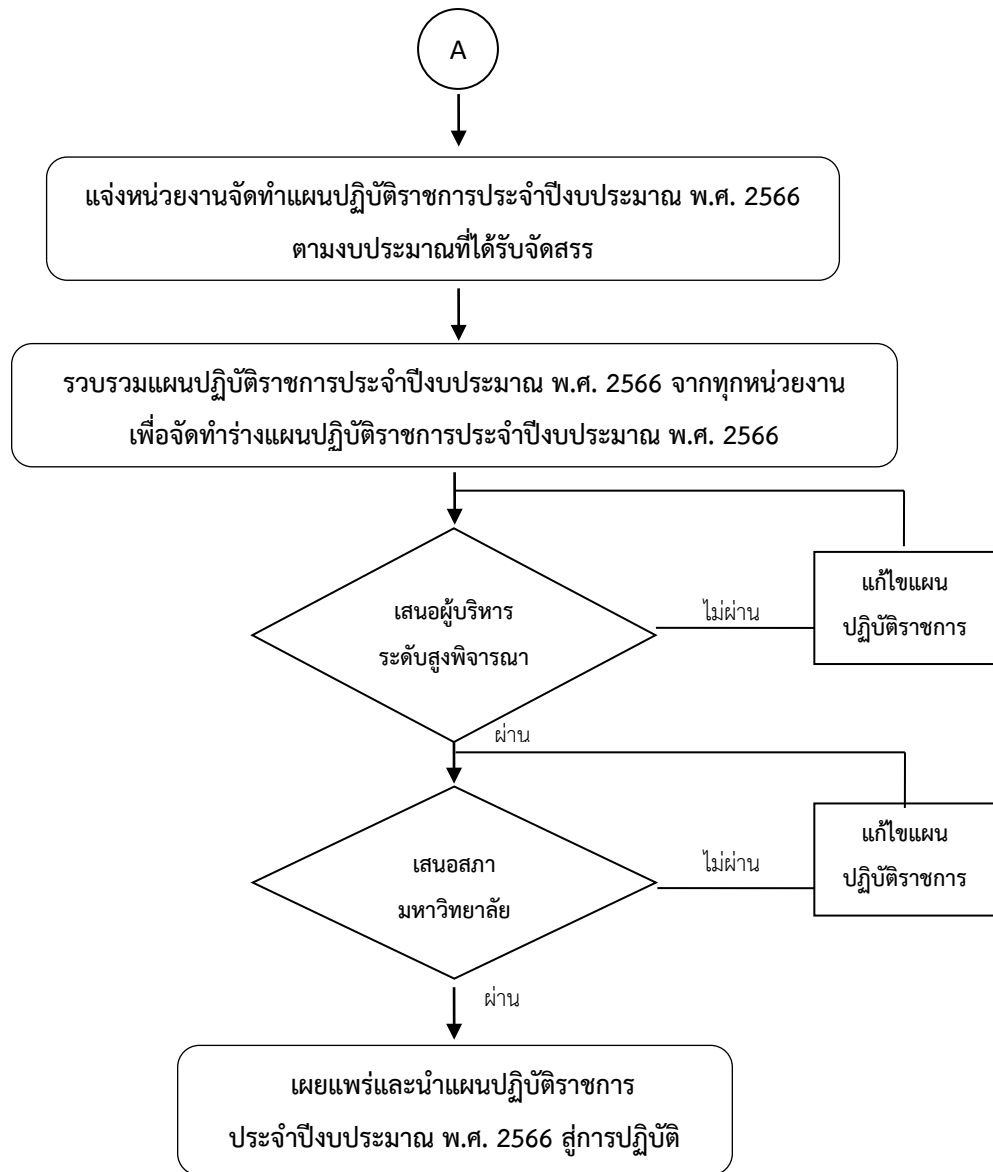 A
แจ่งหน่วยงานจัดทำแผนปฏิบัติราชการประจำปีงบประมาณ พ.ศ. 2566
ตามงบประมาณที่ได้รับจัดสรร
รวบรวมแผนปฏิบัติราชการประจำปีงบประมาณ พ.ศ. 2566 จากทุกหน่วยงาน
เพื่อจัดทำร่างแผนปฏิบัติราชการประจำปีงบประมาณ พ.ศ. 2566
เสนอผู้บริหาร
ระดับสูงพิจารณา
ไม่ผ่าน
แก้ไขแผน
ปฏิบัติราชการ
ผ่าน
เสนอสภา
มหาวิทยาลัย
ไม่ผ่าน
แก้ไขแผน
ปฏิบัติราชการ
ผ่าน
เผยแพร่และนำแผนปฏิบัติราชการ
ประจำปีงบประมาณ พ.ศ. 2566 สู่การปฏิบัติ